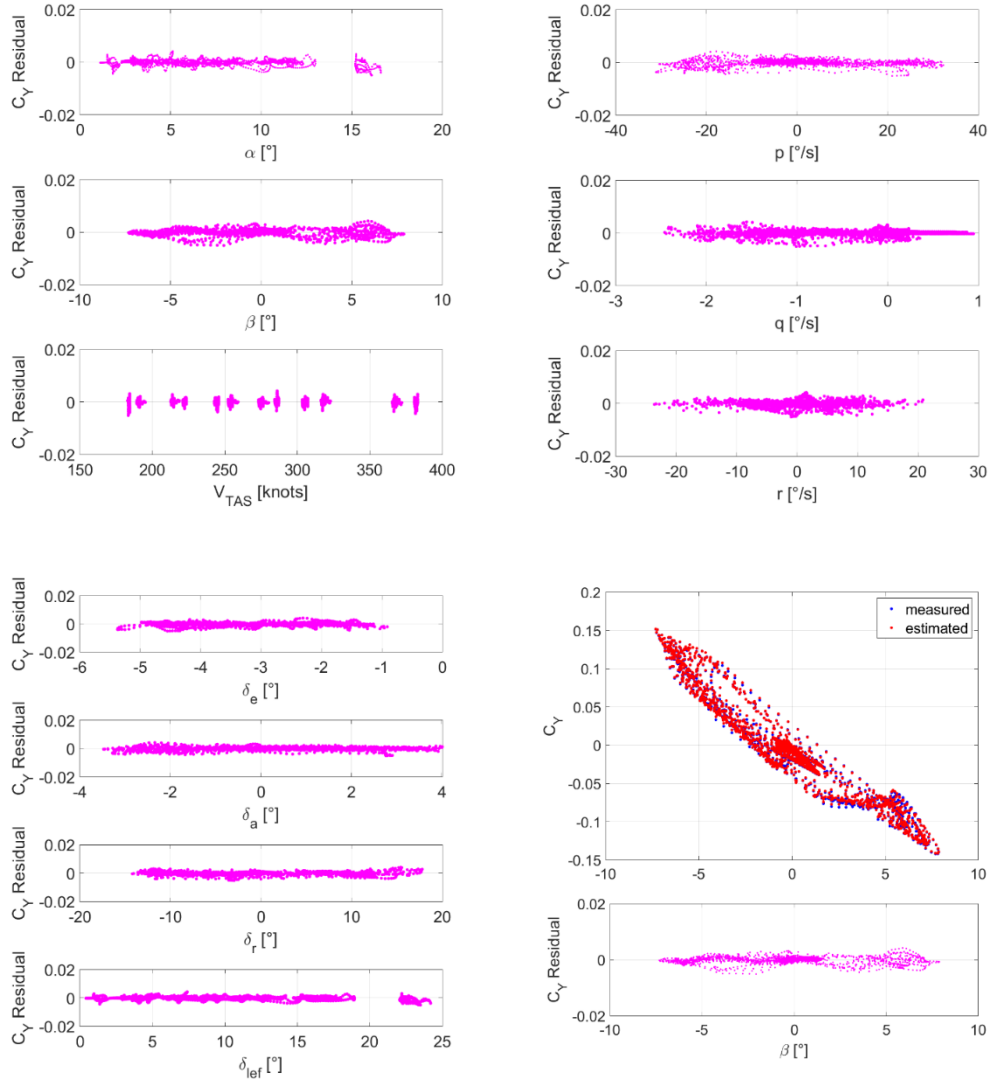 0.02
0
-0.02
C_Y Residual
0 5 10 15 20
α [°]
0.02
0
-0.02
C_Y Residual
-40 -20 0 20 40
p [°/s]
0.02
0
-0.02
C_Y Residual
-10 -5 0 5 10
β [°]
0.02
0
-0.02
C_Y Residual
-3 -2 -1 0 1
q [°/s]
0.02
0
-0.02
C_Y Residual
150 200 250 300 350 400
V_TAS [knots]
0.02
0
-0.02
C_Y Residual
-30 -20 -10 0 10 20 30
r [°/s]
0.02
0
-0.02
C_Y Residual
-6 -5 -4 -3 -2 -1 0
δ_e [°]
0.02
0
-0.02
C_Y Residual
-4 -2 0 2 4
δ_a [°]
0.02
0
-0.02
C_Y Residual
-20 -10 0 10 20
δ_r [°]
0.02
0
-0.02
C_Y Residual
0 5 10 15 20 25
δ_lef [°]
0.2
0.15
0.1
0.05
0
-0.05
-0.1
-0.15
C_Y
measured
estimated
-10 -5 0 5 10
0.02
0
-0.02
C_Y Residual
-10 -5 0 5 10
β [°]